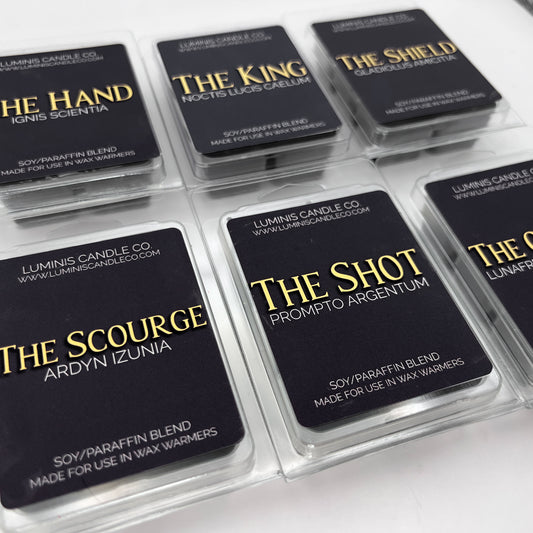 LUMINIS CANDLE CO.
WWW.LUMINISCANDLECO.COM
HE HAND
IGNIS SCIENTIA
SOY/PARAFFIN BLEND
MADE FOR USE IN WAX WARMERS
LUMINIS CANDLE CO.
WWW.LUMINISCANDLECO.COM
THE KING
NOCTIS LUCIS CAELUM
SOY/PARAFFIN BLEND
MADE FOR USE IN WAX WARMERS
LUMINIS CANDLE CO.
WWW.LUMINISCANDLECO.COM
THE SHIELD
GLADIOLUS AMICITIA
SOY/PARAFFIN BLEND
MADE FOR USE IN WAX WARMERS
LUMINIS CANDLE CO.
WWW.LUMINISCANDLECO.COM
THE SCOURGE
ARDYN IZUNIA
SOY/PARAFFIN BLEND
MADE FOR USE IN WAX WARMERS
LUMINIS CANDLE CO.
WWW.LUMINISCANDLECO.COM
THE SHOT
PROMPTO ARGENTUM
SOY/PARAFFIN BLEND
MADE FOR USE IN WAX WARMERS
LUMINIS CANDLE
WWW.LUMINISCANDLECO
THE
LUNAFR